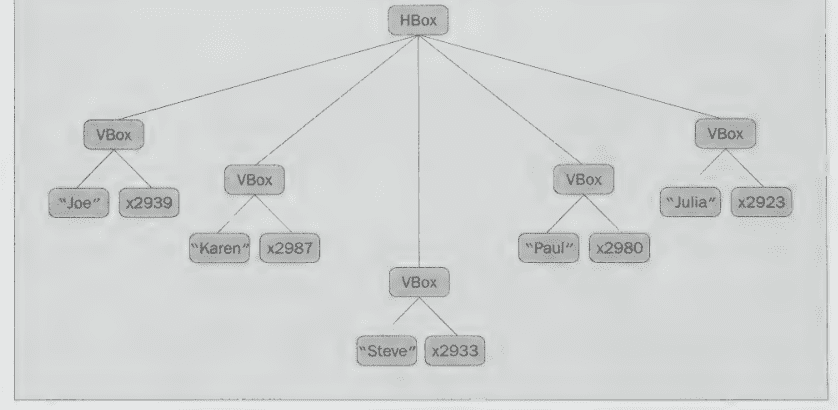 HBox
VBox
VBox
"Joe" x2939
"Julia" x2923
VBox
VBox
"Karen" x2987
"Paul" x2980
VBox
"Steve" x2933